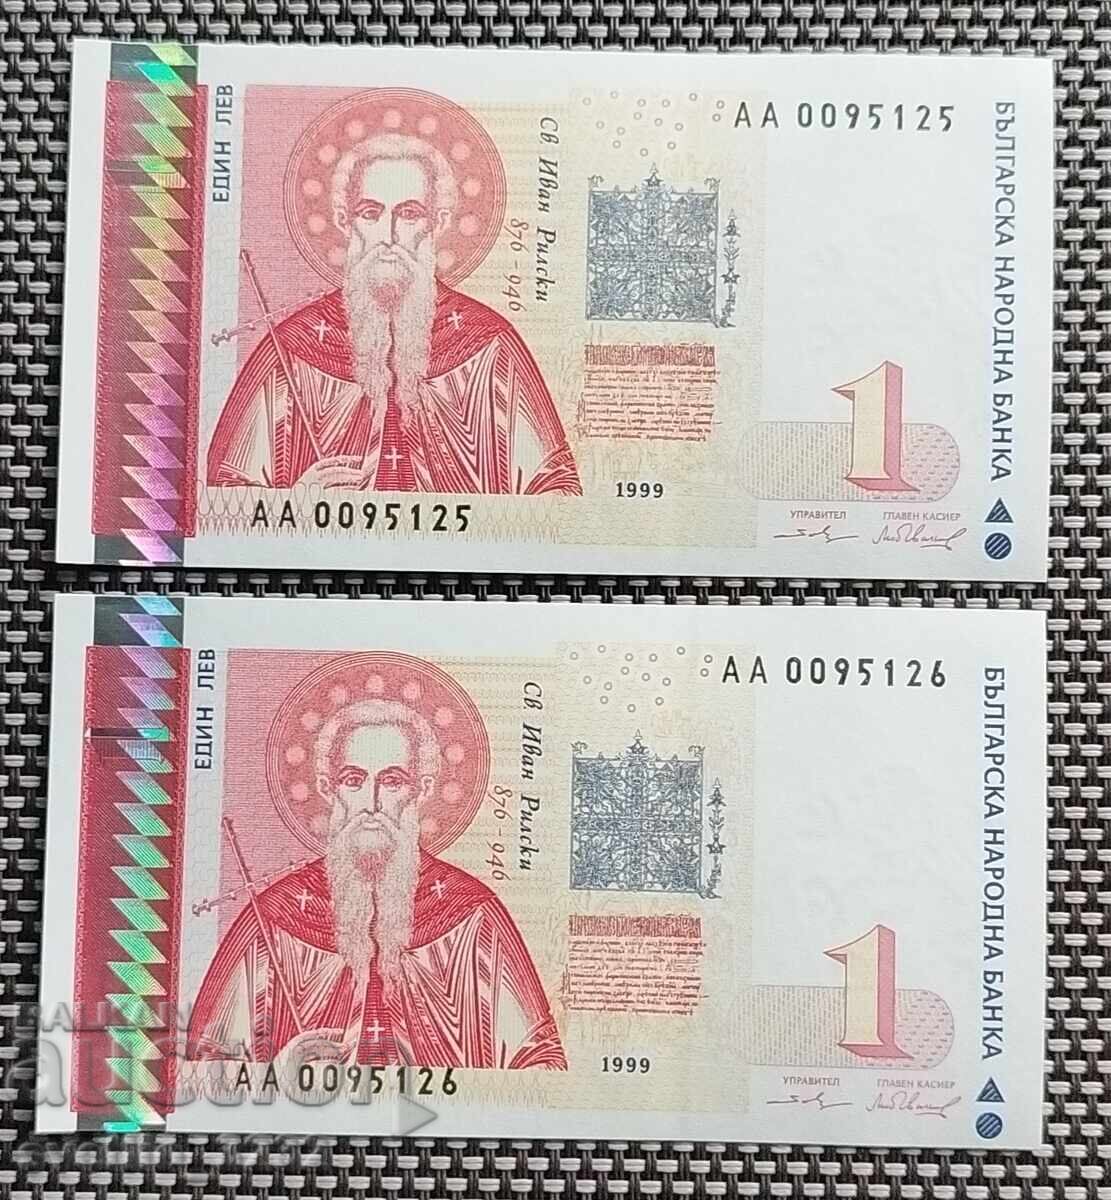 ЕДИН ЛЕВ
Св. Иван Рилски
876 - 946
АА 0095125
БЪЛГАРСКА НАРОДНА БАНКА
1
1999
АА 0095125
УПРАВИТЕЛ
ГЛАВЕН КАСИЕР
ЕДИН ЛЕВ
Св. Иван Рилски
876 - 946
АА 0095126
БЪЛГАРСКА НАРОДНА БАНКА
1
1999
АА 0095126
УПРАВИТЕЛ
ГЛАВЕН КАСИЕР
BALKAN
auction